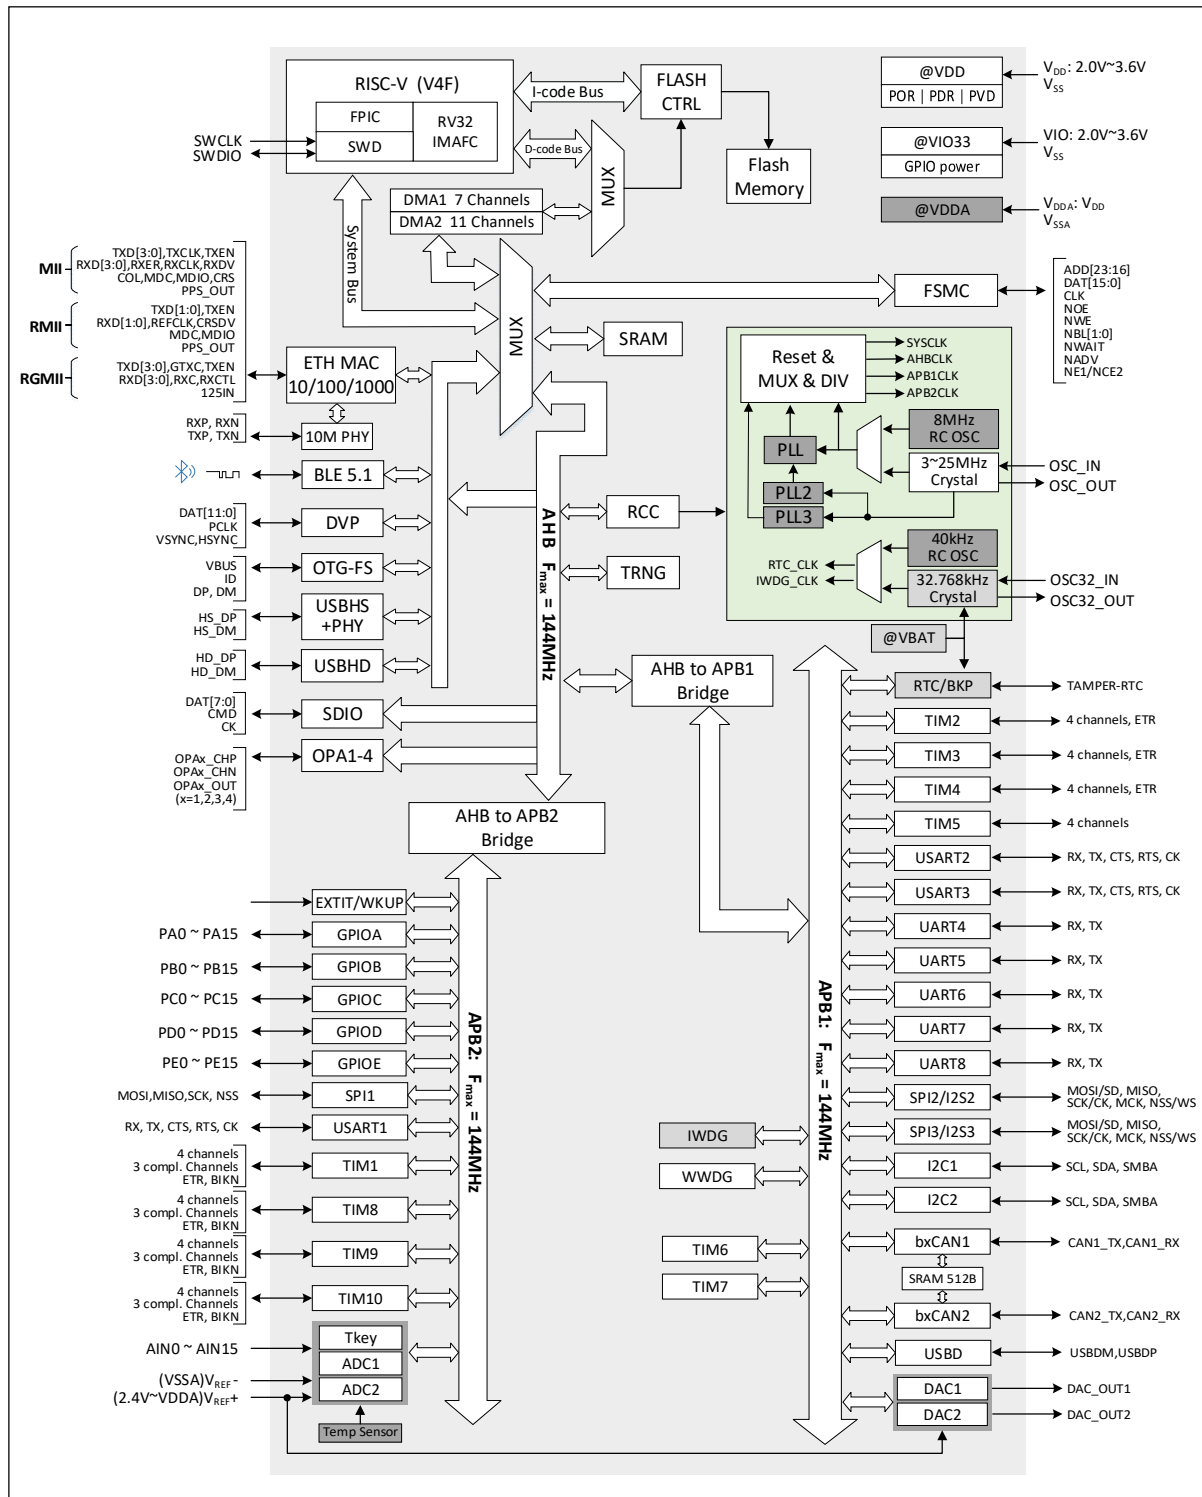 RISC-V (V4F)
FPIC
SWD
RV32
IMAFC
SWCLK
SWDIO
I-code Bus
D-code Bus
FLASH
CTRL
MUX
Flash
Memory
@VDD
POR | PDR | PVD
VDD: 2.0V~3.6V
VSS
@VIO33
GPIO power
VIO: 2.0V~3.6V
VSS
@VDDA
VDDA: VDD
VSSA
DMA1 7 Channels
DMA2 11 Channels
System Bus
MUX
MII
TXD[3:0],TXCLK,TXEN
RXD[3:0],RXER,RXCLK,RXDV
COL,MDC,MDIO,CRS
PPS_OUT
RMII
TXD[1:0],TXEN
RXD[1:0],REFCLK,CRSDV
MDC,MDIO
PPS_OUT
RGMII
TXD[3:0],GTXC,TXEN
RXD[3:0],RXC,RXCTL
125IN
ETH MAC
10/100/1000
RXP, RXN
TXP, TXN
10M PHY
BLE 5.1
DAT[11:0]
PCLK
VSYNC,HSYNC
DVP
VBUS
ID
DP, DM
OTG-FS
HS_DP
HS_DM
USBHS
+PHY
HD_DP
HD_DM
USBHD
DAT[7:0]
CMD
CK
SDIO
OPAx_CHP
OPAx_CHN
OPAx_OUT
(x=1,2,3,4)
OPA1-4
SRAM
FSMC
ADD[23:16]
DAT[15:0]
CLK
NOE
NWE
NBL[1:0]
NWAIT
NADV
NE1/NCE2
AHB Fmax = 144MHz
RCC
TRNG
Reset &
MUX & DIV
SYSCLK
AHBCLK
APB1CLK
APB2CLK
PLL
PLL2
PLL3
8MHz
RC OSC
3~25MHz
Crystal
OSC_IN
OSC_OUT
40kHz
RC OSC
RTC_CLK
IWDG_CLK
32.768kHz
Crystal
OSC32_IN
OSC32_OUT
@VBAT
AHB to APB1
Bridge
AHB to APB2
Bridge
EXTIT/WKUP
PA0 ~ PA15
GPIOA
PB0 ~ PB15
GPIOB
PC0 ~ PC15
GPIOC
PD0 ~ PD15
GPIOD
PE0 ~ PE15
GPIOE
MOSI,MISO,SCK, NSS
SPI1
RX, TX, CTS, RTS, CK
USART1
4 channels
3 compl. Channels
ETR, BIKN
TIM1
4 channels
3 compl. Channels
ETR, BIKN
TIM8
4 channels
3 compl. Channels
ETR, BIKN
TIM9
4 channels
3 compl. Channels
ETR, BIKN
TIM10
AIN0 ~ AIN15
(VSSA)VREF-
(2.4V~VDDA)VREF+
Tkey
ADC1
ADC2
Temp Sensor
APB2: Fmax = 144MHz
APB1: Fmax = 144MHz
IWDG
WWDG
TIM6
TIM7
RTC/BKP
TAMPER-RTC
TIM2
4 channels, ETR
TIM3
4 channels, ETR
TIM4
4 channels, ETR
TIM5
4 channels
USART2
RX, TX, CTS, RTS, CK
USART3
RX, TX, CTS, RTS, CK
UART4
RX, TX
UART5
RX, TX
UART6
RX, TX
UART7
RX, TX
UART8
RX, TX
SPI2/I2S2
MOSI/SD, MISO,
SCK/CK, MCK, NSS/WS
SPI3/I2S3
MOSI/SD, MISO,
SCK/CK, MCK, NSS/WS
I2C1
SCL, SDA, SMBA
I2C2
SCL, SDA, SMBA
bxCAN1
CAN1_TX,CAN1_RX
SRAM 512B
bxCAN2
CAN2_TX,CAN2_RX
USBD
USBDM,USBDP
DAC1
DAC_OUT1
DAC2
DAC_OUT2